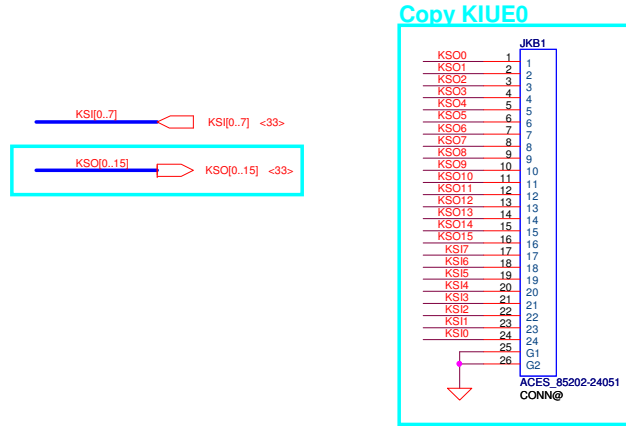 Copy KIUE0
JKB1
KSO0 1 1
KSO1 2 2
KSO2 3 3
KSO3 4 4
KSO4 5 5
KSO5 6 6
KSO6 7 7
KSO7 8 8
KSO8 9 9
KSO9 10 10
KSO10 11 11
KSO11 12 12
KSO12 13 13
KSO13 14 14
KSO14 15 15
KSO15 16 16
KSI7 17 17
KSI6 18 18
KSI5 19 19
KSI4 20 20
KSI3 21 21
KSI2 22 22
KSI1 23 23
KSI0 24 24
25 G1
26 G2
ACES_85202-24051
CONN@
KSI[0..7] KSI[0..7] <33>
KSO[0..15] KSO[0..15] <33>